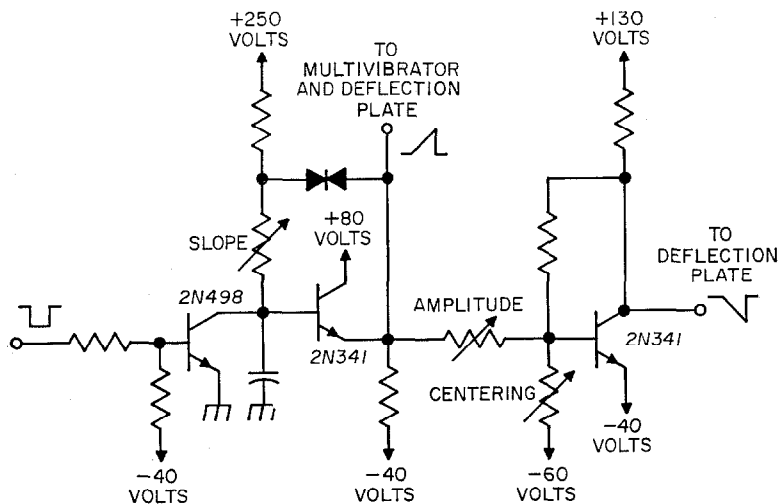 +250
VOLTS
TO
MULTIVIBRATOR
AND DEFLECTION
PLATE
+130
VOLTS
SLOPE
+80
VOLTS
2N498
2N341
AMPLITUDE
CENTERING
TO
DEFLECTION
PLATE
2N341
-40
VOLTS
-40
VOLTS
-40
VOLTS
-60
VOLTS